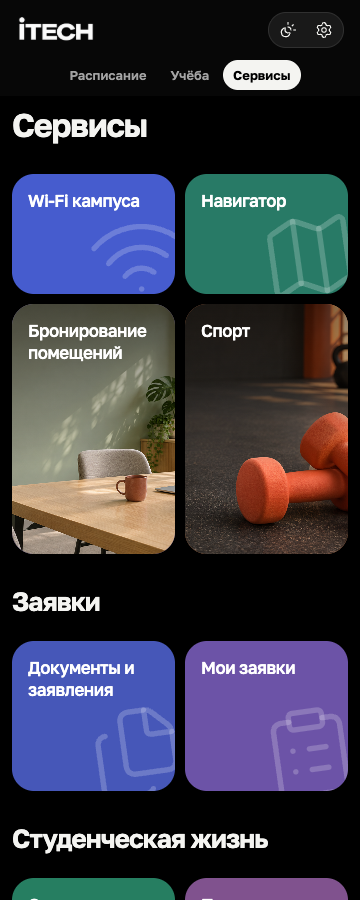 iTECH
Расписание
Учёба
Сервисы
Сервисы
Wi-Fi кампуса
Навигатор
Бронирование
помещений
Спорт
Заявки
Документы и
заявления
Мои заявки
Студенческая жизнь